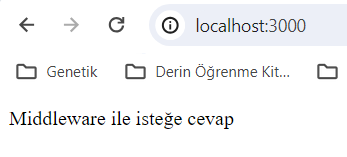 localhost:3000
Genetik Derin Öğrenme Kit...
Middleware ile isteğe cevap